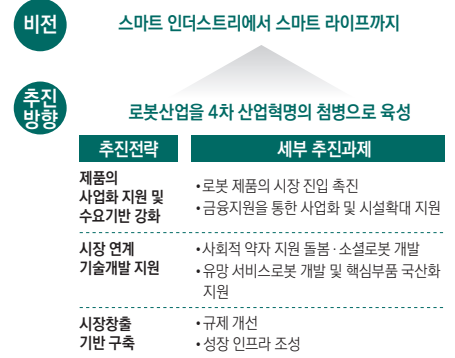 비전
스마트 인더스트리에서 스마트 라이프까지
추진
방향
로봇산업을 4차 산업혁명의 첨병으로 육성
추진전략
세부 추진과제
제품의
사업화 지원 및
수요기반 강화
•로봇 제품의 시장 진입 촉진
•금융지원을 통한 사업화 및 시설확대 지원
시장 연계
기술개발 지원
•사회적 약자 지원 돌봄·소셜로봇 개발
•유망 서비스로봇 개발 및 핵심부품 국산화
지원
시장창출
기반 구축
•규제 개선
•성장 인프라 조성